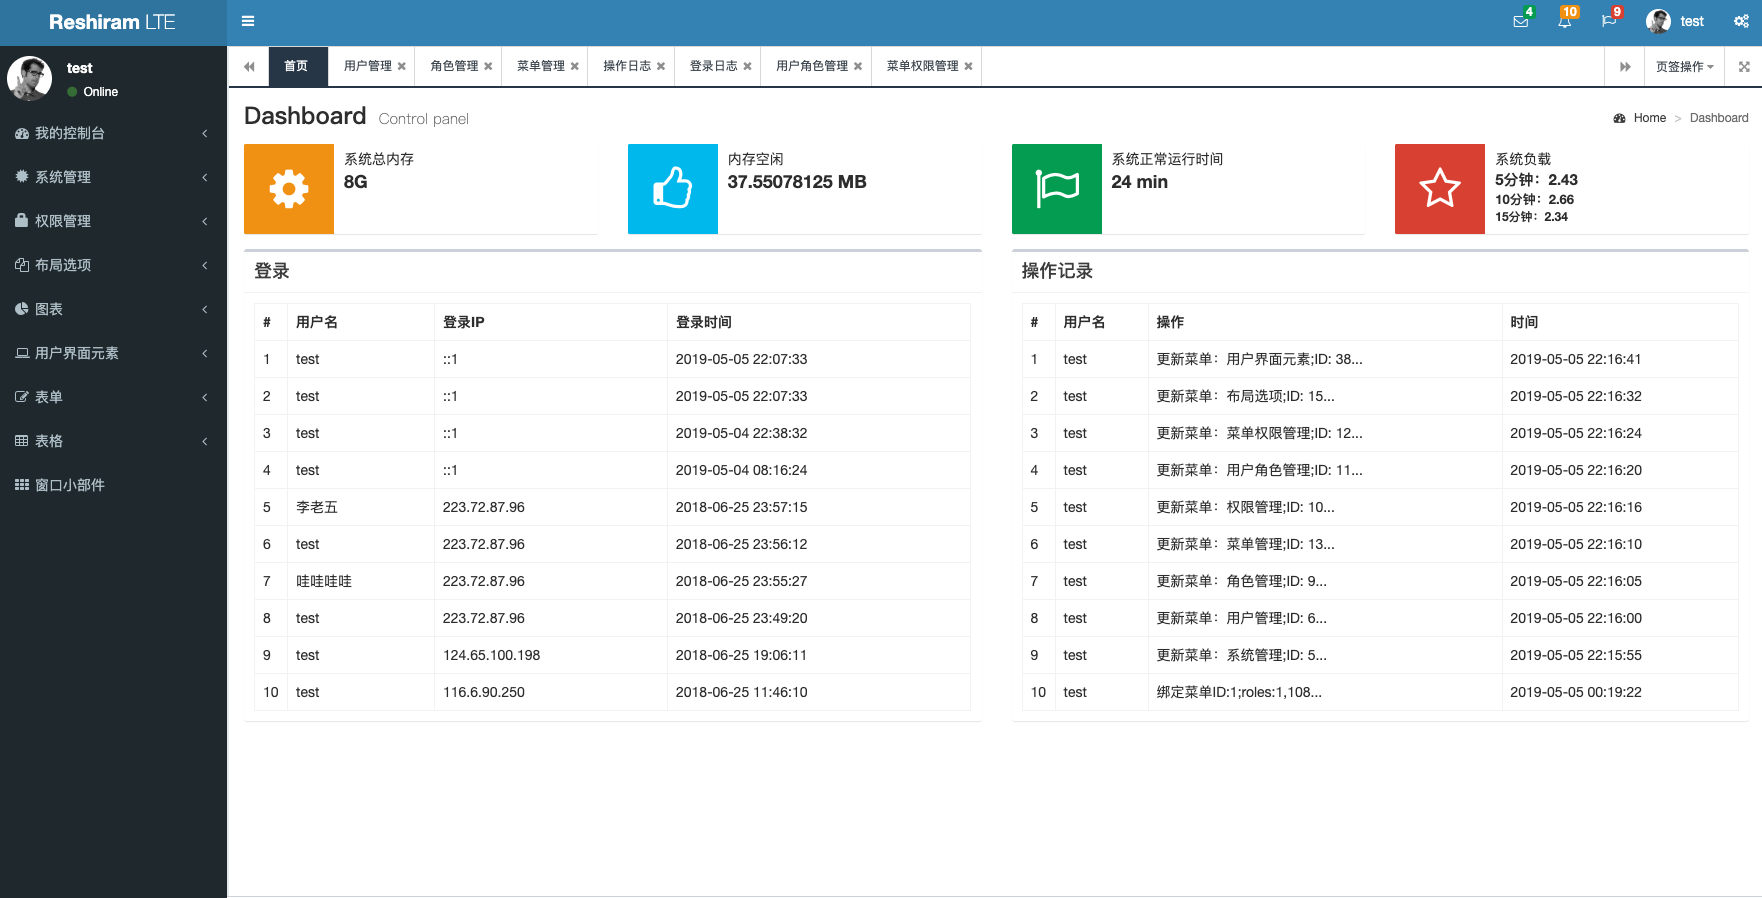 Reshiram LTE
4
10
9
test
test
Online
首页
用户管理
角色管理
菜单管理
操作日志
登录日志
用户角色管理
菜单权限管理
页签操作
我的控制台
系统管理
权限管理
布局选项
图表
用户界面元素
表单
表格
窗口小部件
Dashboard Control panel
Home > Dashboard
系统总内存
8G
内存空闲
37.55078125 MB
系统正常运行时间
24 min
系统负载
5分钟：2.43
10分钟：2.66
15分钟：2.34
登录
# 用户名 登录IP 登录时间
1 test ::1 2019-05-05 22:07:33
2 test ::1 2019-05-05 22:07:33
3 test ::1 2019-05-04 22:38:32
4 test ::1 2019-05-04 08:16:24
5 李老五 223.72.87.96 2018-06-25 23:57:15
6 test 223.72.87.96 2018-06-25 23:56:12
7 哇哇哇哇 223.72.87.96 2018-06-25 23:55:27
8 test 223.72.87.96 2018-06-25 23:49:20
9 test 124.65.100.198 2018-06-25 19:06:11
10 test 116.6.90.250 2018-06-25 11:46:10
操作记录
# 用户名 操作 时间
1 test 更新菜单：用户界面元素;ID: 38... 2019-05-05 22:16:41
2 test 更新菜单：布局选项;ID: 15... 2019-05-05 22:16:32
3 test 更新菜单：菜单权限管理;ID: 12... 2019-05-05 22:16:24
4 test 更新菜单：用户角色管理;ID: 11... 2019-05-05 22:16:20
5 test 更新菜单：权限管理;ID: 10... 2019-05-05 22:16:16
6 test 更新菜单：菜单管理;ID: 13... 2019-05-05 22:16:10
7 test 更新菜单：角色管理;ID: 9... 2019-05-05 22:16:05
8 test 更新菜单：用户管理;ID: 6... 2019-05-05 22:16:00
9 test 更新菜单：系统管理;ID: 5... 2019-05-05 22:15:55
10 test 绑定菜单ID:1;roles:1,108... 2019-05-05 00:19:22